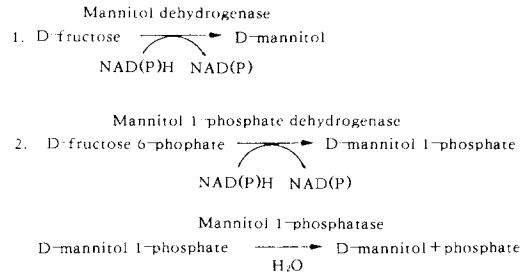 Mannitol dehydrogenase
1. D-fructose D-mannitol
NAD(P)H NAD(P)
Mannitol 1-phosphate dehydrogenase
2. D-fructose 6-phophate D-mannitol 1-phosphate
NAD(P)H NAD(P)
Mannitol 1-phosphatase
D-mannitol 1-phosphate D-mannitol+phosphate
H₂O